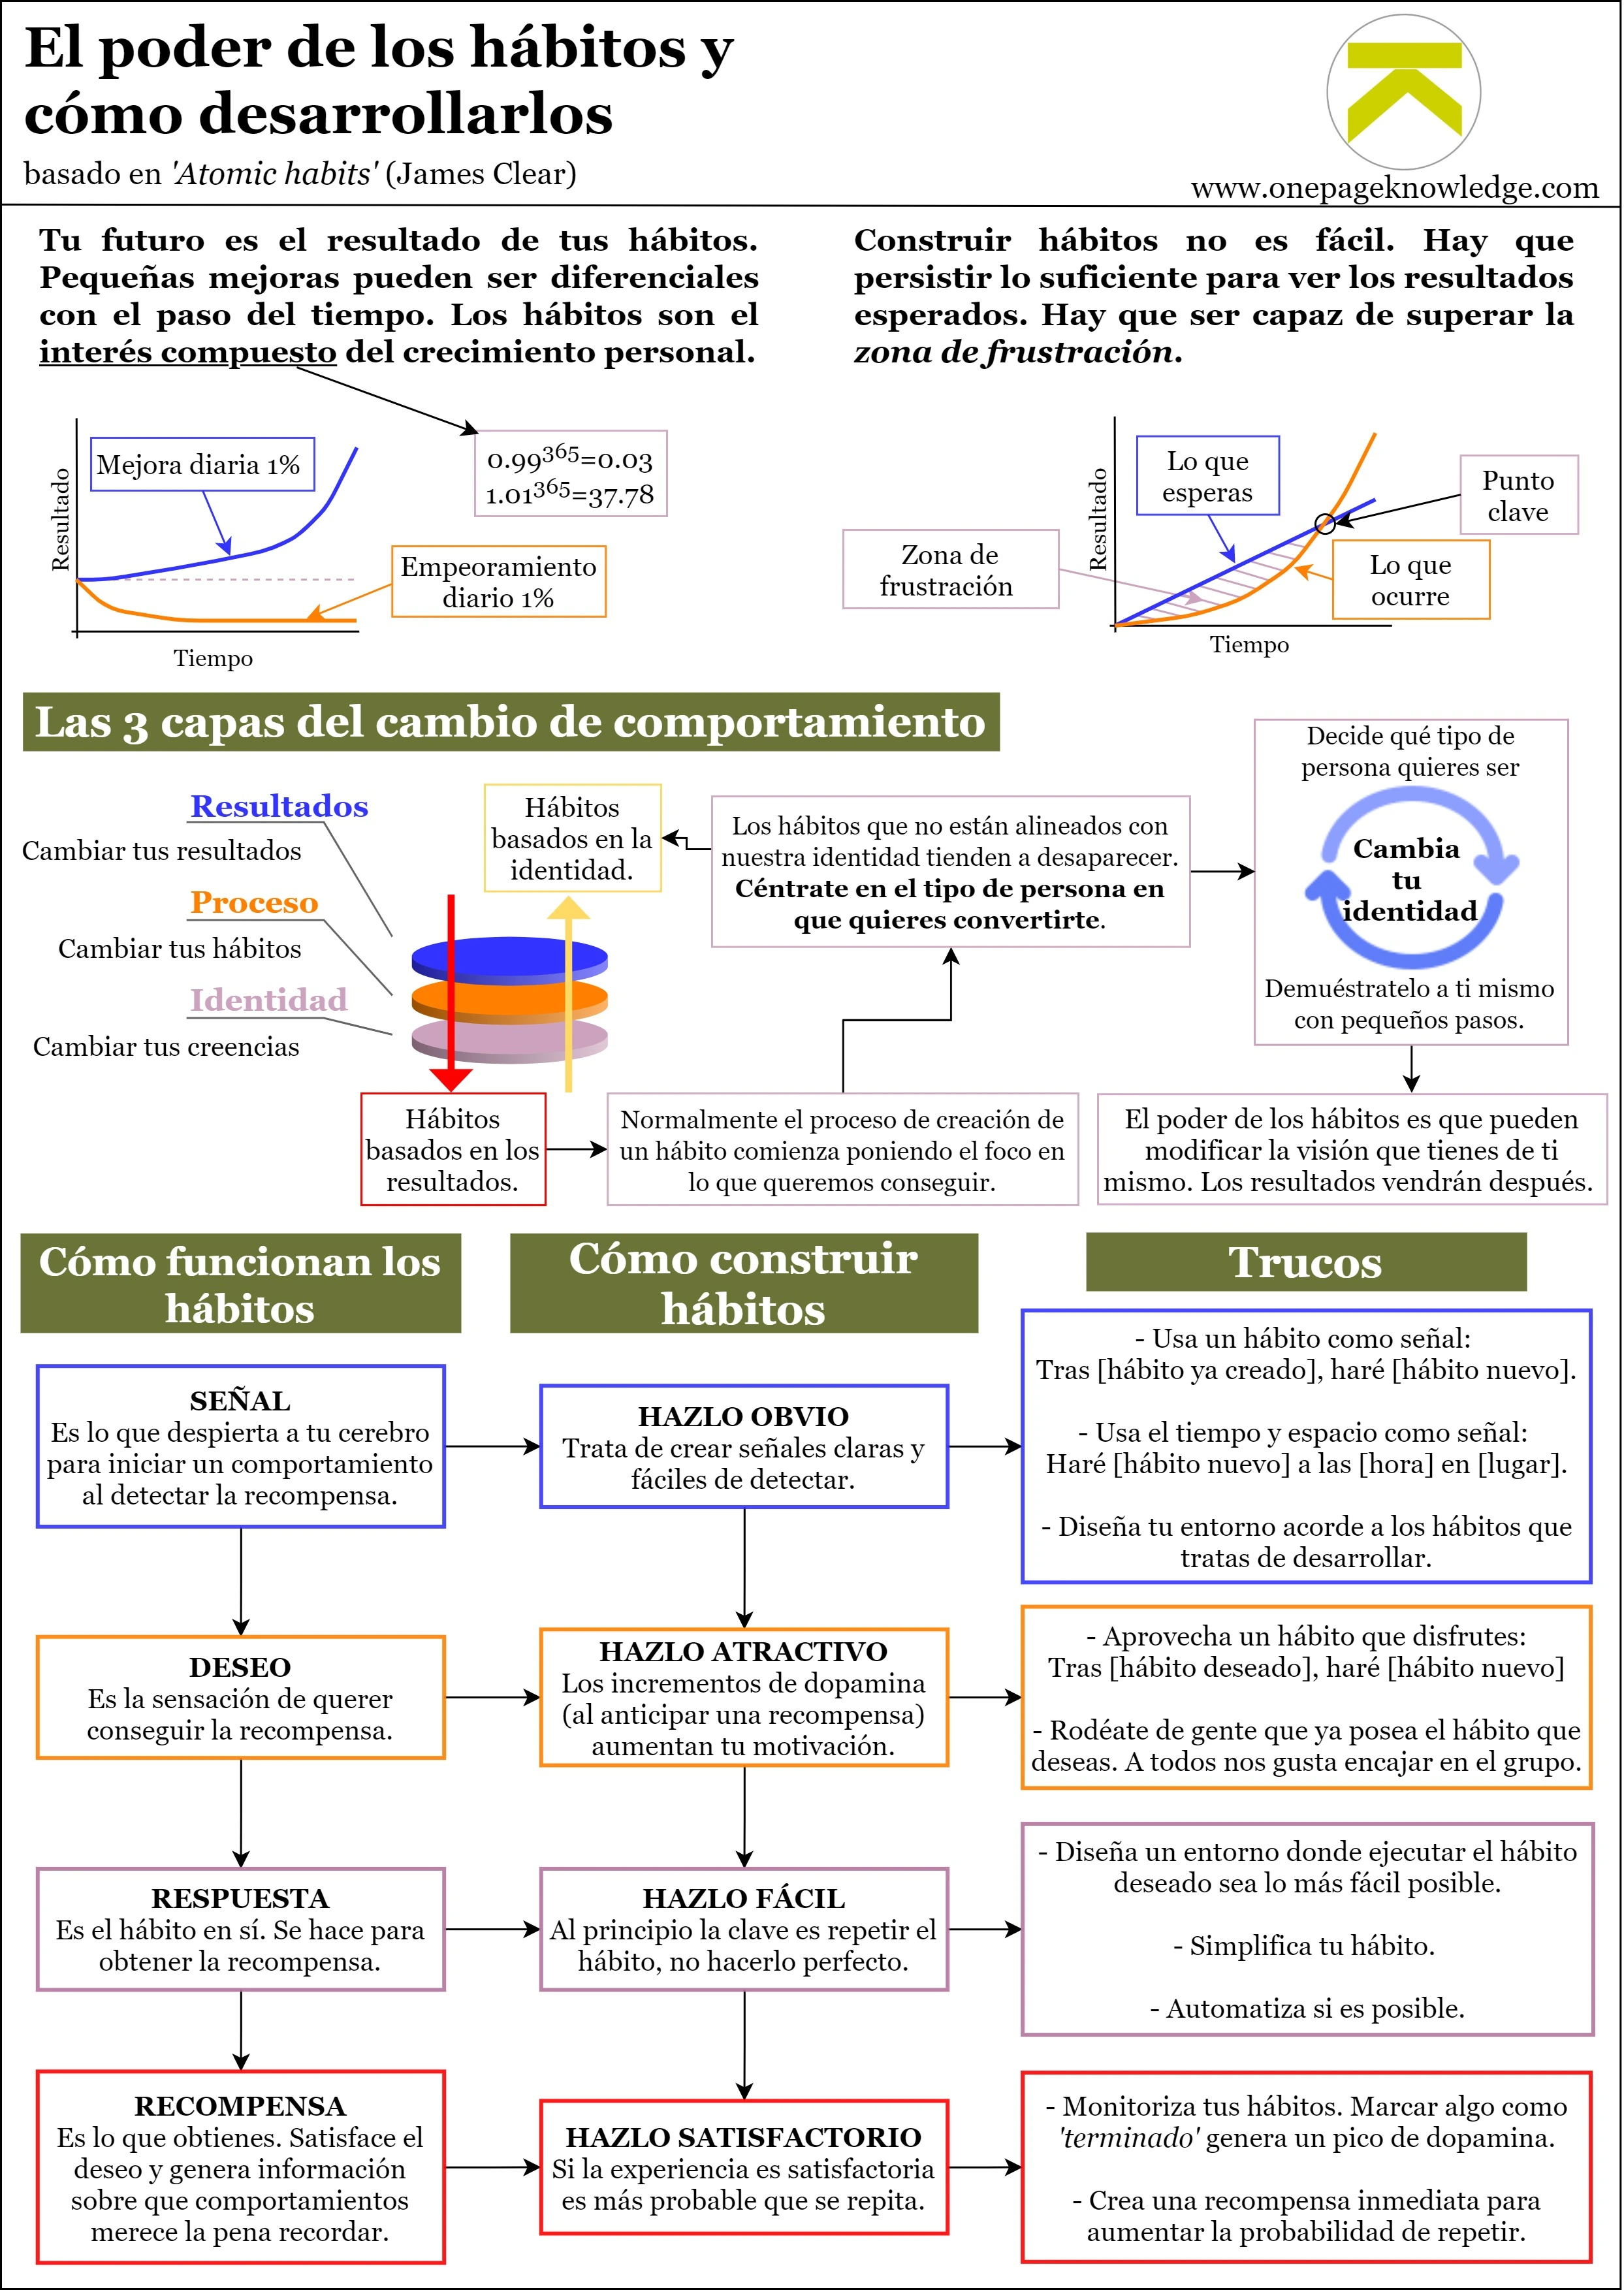 El poder de los hábitos y
cómo desarrollarlos
basado en 'Atomic habits' (James Clear)
www.onepageknowledge.com
Tu futuro es el resultado de tus hábitos.
Pequeñas mejoras pueden ser diferenciales
con el paso del tiempo. Los hábitos son el
interés compuesto del crecimiento personal.
Construir hábitos no es fácil. Hay que
persistir lo suficiente para ver los resultados
esperados. Hay que ser capaz de superar la
zona de frustración.
Resultado
Mejora diaria 1%
0.99^365=0.03
1.01^365=37.78
Empeoramiento
diario 1%
Tiempo
Resultado
Lo que
esperas
Punto
clave
Zona de
frustración
Lo que
ocurre
Tiempo
Las 3 capas del cambio de comportamiento
Resultados
Cambiar tus resultados
Proceso
Cambiar tus hábitos
Identidad
Cambiar tus creencias
Hábitos
basados en la
identidad.
Hábitos
basados en los
resultados.
Normalmente el proceso de creación de
un hábito comienza poniendo el foco en
lo que queremos conseguir.
Los hábitos que no están alineados con
nuestra identidad tienden a desaparecer.
Céntrate en el tipo de persona en
que quieres convertirte.
Decide qué tipo de
persona quieres ser
Cambia
tu
identidad
Demuéstratelo a ti mismo
con pequeños pasos.
El poder de los hábitos es que pueden
modificar la visión que tienes de ti
mismo. Los resultados vendrán después.
Cómo funcionan los
hábitos
Cómo construir
hábitos
Trucos
SEÑAL
Es lo que despierta a tu cerebro
para iniciar un comportamiento
al detectar la recompensa.
HAZLO OBVIO
Trata de crear señales claras y
fáciles de detectar.
- Usa un hábito como señal:
Tras [hábito ya creado], haré [hábito nuevo].
- Usa el tiempo y espacio como señal:
Haré [hábito nuevo] a las [hora] en [lugar].
- Diseña tu entorno acorde a los hábitos que
tratas de desarrollar.
DESEO
Es la sensación de querer
conseguir la recompensa.
HAZLO ATRACTIVO
Los incrementos de dopamina
(al anticipar una recompensa)
aumentan tu motivación.
- Aprovecha un hábito que disfrutes:
Tras [hábito deseado], haré [hábito nuevo]
- Rodéate de gente que ya posea el hábito que
deseas. A todos nos gusta encajar en el grupo.
RESPUESTA
Es el hábito en sí. Se hace para
obtener la recompensa.
HAZLO FÁCIL
Al principio la clave es repetir el
hábito, no hacerlo perfecto.
- Diseña un entorno donde ejecutar el hábito
deseado sea lo más fácil posible.
- Simplifica tu hábito.
- Automatiza si es posible.
RECOMPENSA
Es lo que obtienes. Satisface el
deseo y genera información
sobre que comportamientos
merece la pena recordar.
HAZLO SATISFACTORIO
Si la experiencia es satisfactoria
es más probable que se repita.
- Monitoriza tus hábitos. Marcar algo como
'terminado' genera un pico de dopamina.
- Crea una recompensa inmediata para
aumentar la probabilidad de repetir.